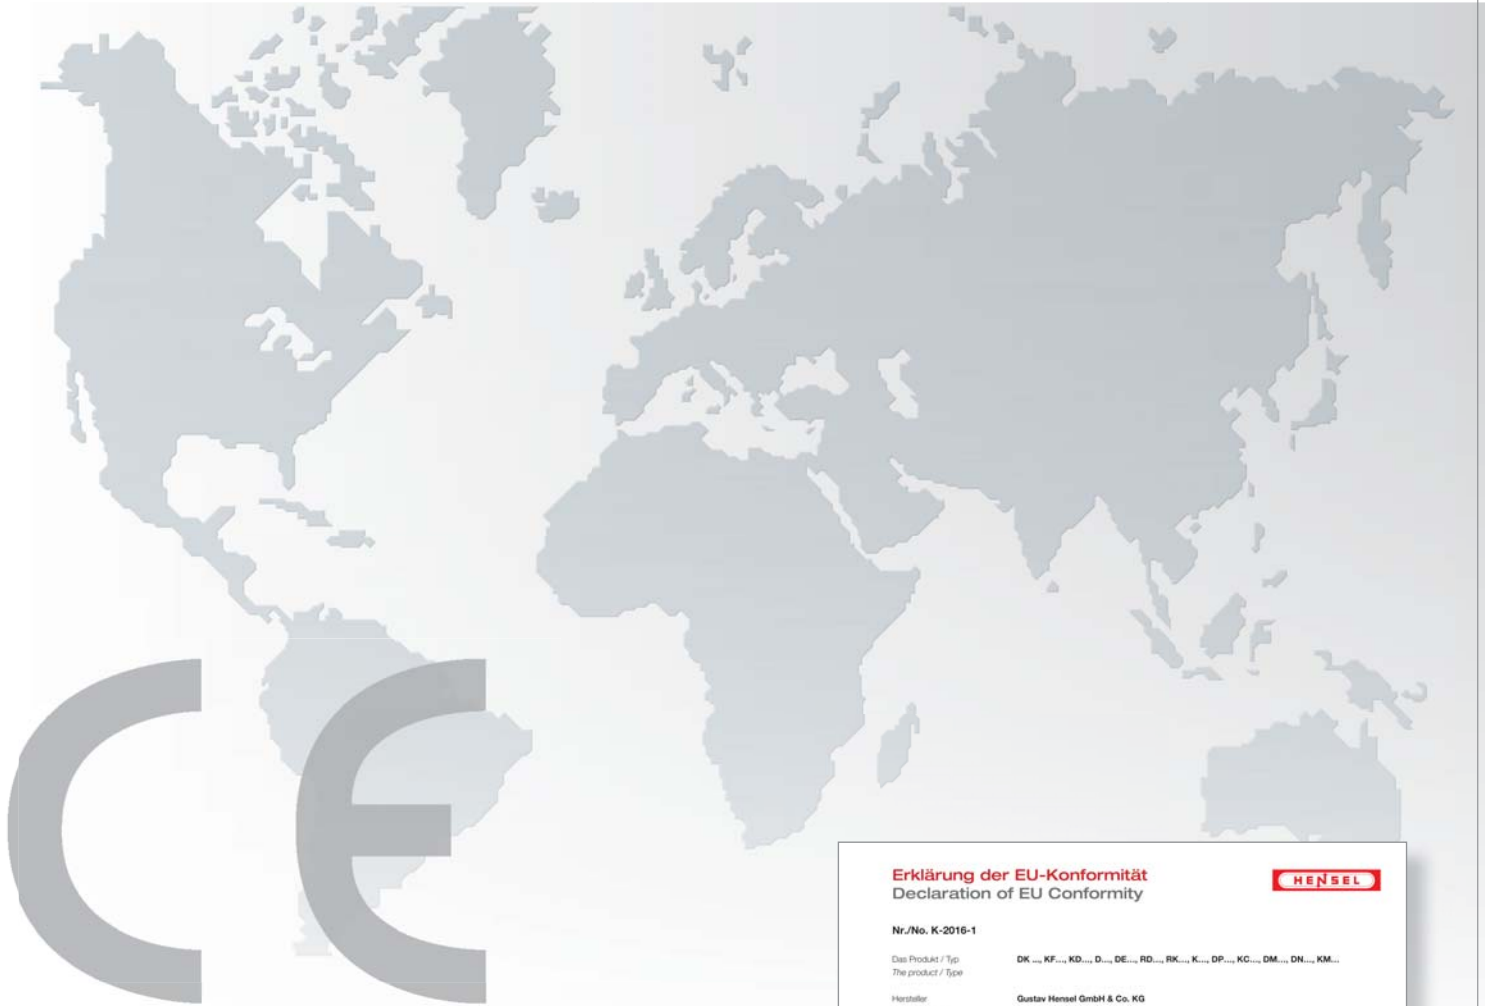 CE
Erklärung der EU-Konformität
HENSEL
Declaration of EU Conformity
Nr./No. K-2016-1
Das Produkt / Typ DK ..., KF..., KD..., D..., DE..., RD..., RK..., K..., DP..., KC..., DM..., DN..., KM...
The product / Type
Hersteller Gustav Hensel GmbH & Co. KG